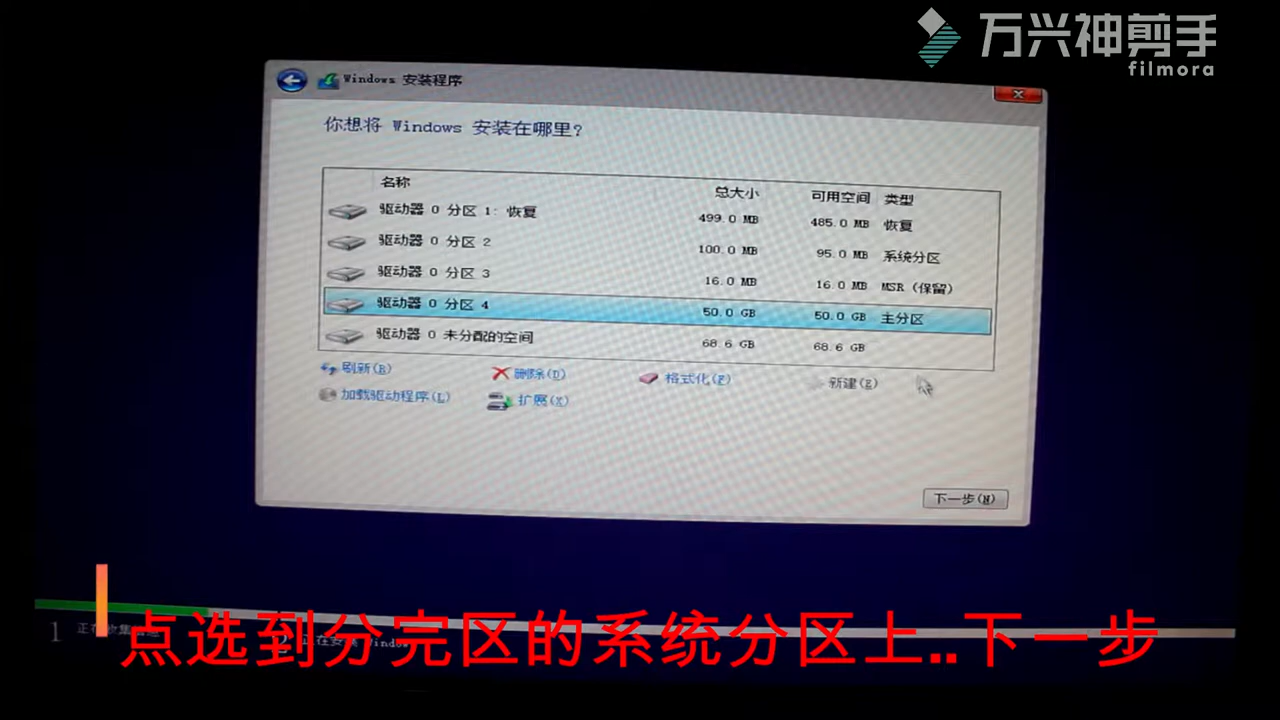 万兴神剪手
filmora
Windows 安装程序
你想将 Windows 安装在哪里?
名称 总大小 可用空间 类型
驱动器 0 分区 1: 恢复 499.0 MB 485.0 MB 恢复
驱动器 0 分区 2 100.0 MB 95.0 MB 系统分区
驱动器 0 分区 3 16.0 MB 16.0 MB MSR (保留)
驱动器 0 分区 4 50.0 GB 50.0 GB 主分区
驱动器 0 未分配的空间 68.6 GB 68.6 GB
刷新(R) 删除(D) 格式化(F) 新建(E)
加载驱动程序(L) 扩展(X)
下一步(N)
1 正在
点选到分完区的系统分区上..下一步